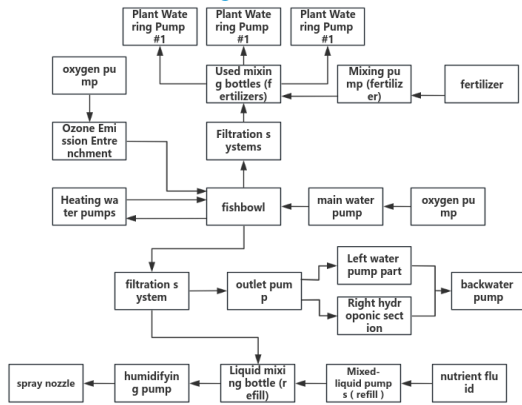 Plant Wate
ring Pump
#1
Plant Wate
ring Pump
#1
Plant Wate
ring Pump
#1
oxygen pu
mp
Used mixin
g bottles (f
ertilizers)
Mixing pu
mp (fertiliz
er)
fertilizer
Ozone Emi
ssion Entre
nchment
Filtration s
ystems
Heating wa
ter pumps
fishbowl
main water
pump
oxygen pu
mp
filtration s
ystem
outlet pum
p
Left water
pump part
Right hydr
oponic sect
ion
backwater
pump
spray nozzle
humidifyin
g pump
Liquid mixi
ng bottle (r
efill)
Mixed-
liquid pump
s ( refill )
nutrient flu
id